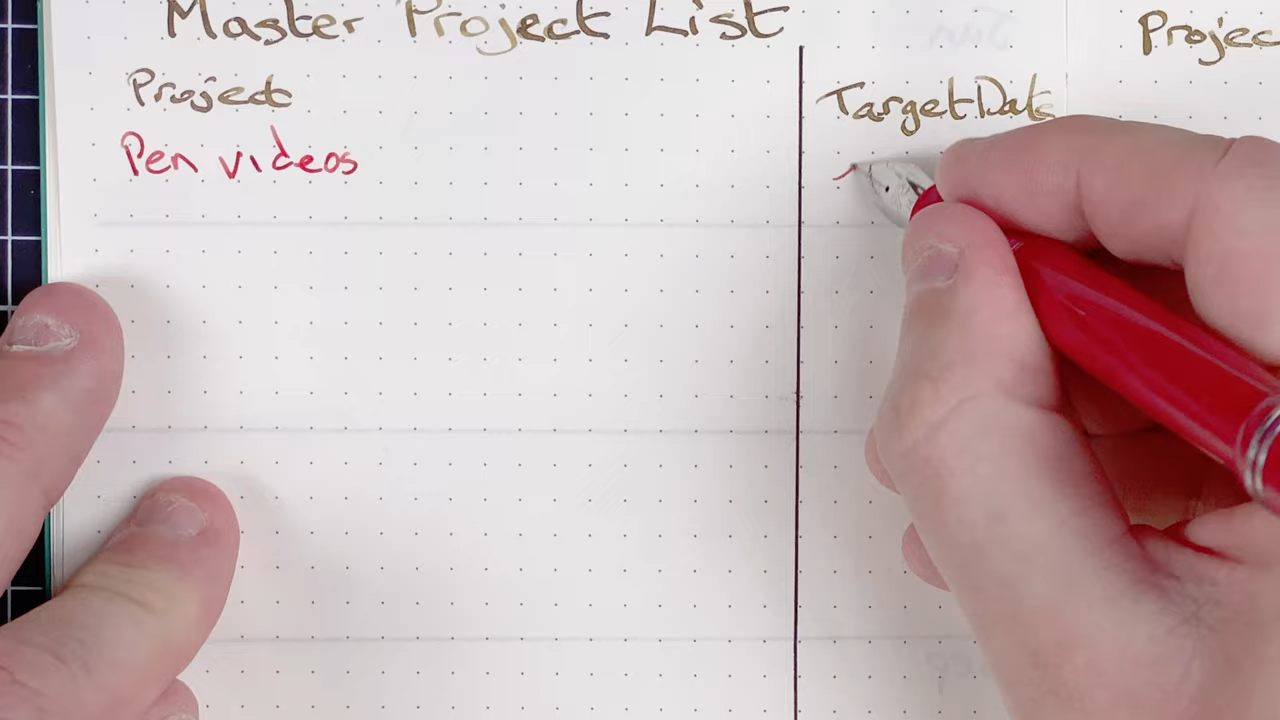 Master Project List
Project
Target Date
Pen videos